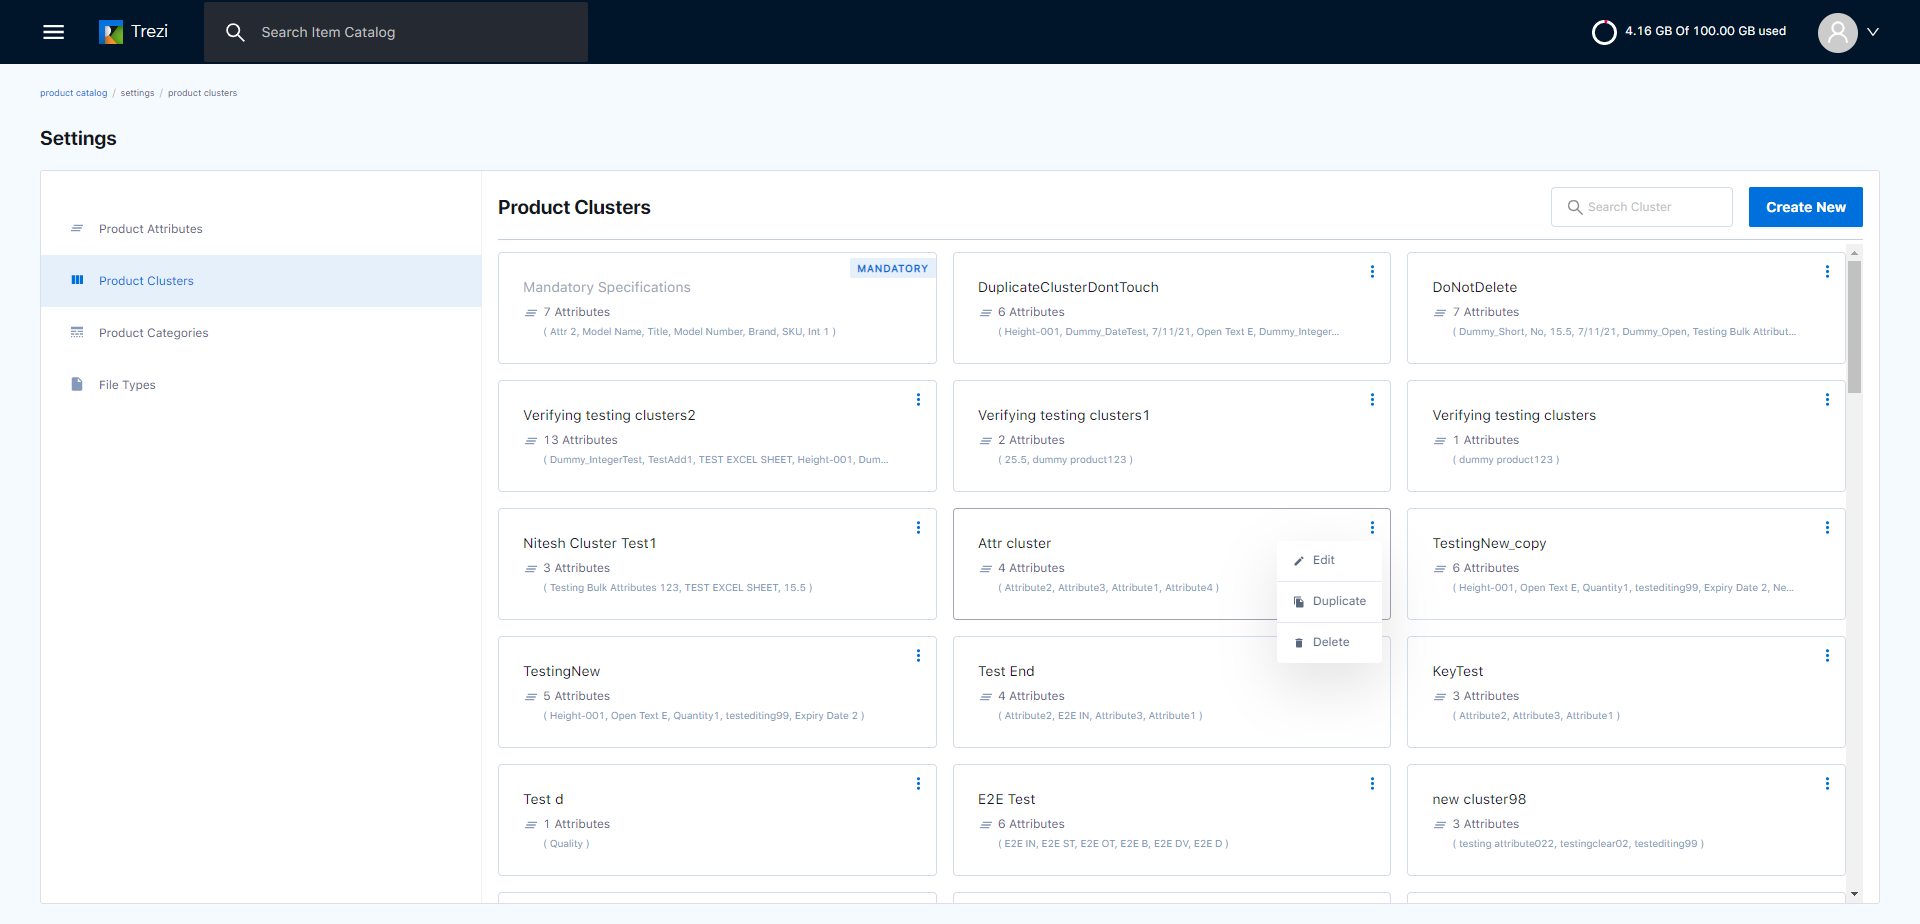 Trezi
Search Item Catalog
4.16 GB Of 100.00 GB used
product catalog / settings / product clusters
Settings
Product Attributes
Product Clusters
Product Categories
File Types
Product Clusters
Search Cluster
Create New
MANDATORY
Mandatory Specifications
7 Attributes
( Attr 2, Model Name, Title, Model Number, Brand, SKU, Int 1 )
DuplicateClusterDontTouch
6 Attributes
( Height-001, Dummy_DateTest, 7/11/21, Open Text E, Dummy_Integer...
DoNotDelete
7 Attributes
( Dummy_Short, No, 15.5, 7/11/21, Dummy_Open, Testing Bulk Attribut...
Verifying testing clusters2
13 Attributes
( Dummy_IntegerTest, TestAdd1, TEST EXCEL SHEET, Height-001, Dum...
Verifying testing clusters1
2 Attributes
( 25.5, dummy product123 )
Verifying testing clusters
1 Attributes
( dummy product123 )
Nitesh Cluster Test1
3 Attributes
( Testing Bulk Attributes 123, TEST EXCEL SHEET, 15.5 )
Attr cluster
4 Attributes
( Attribute2, Attribute3, Attribute1, Attribute4 )
Edit
Duplicate
Delete
TestingNew_copy
6 Attributes
( Height-001, Open Text E, Quantity1, testediting99, Expiry Date 2, Ne...
TestingNew
5 Attributes
( Height-001, Open Text E, Quantity1, testediting99, Expiry Date 2 )
Test End
4 Attributes
( Attribute2, E2E IN, Attribute3, Attribute1 )
KeyTest
3 Attributes
( Attribute2, Attribute3, Attribute1 )
Test d
1 Attributes
( Quality )
E2E Test
6 Attributes
( E2E IN, E2E ST, E2E OT, E2E B, E2E DV, E2E D )
new cluster98
3 Attributes
( testing attribute022, testingclear02, testediting99 )